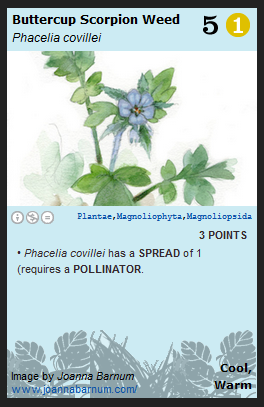 Buttercup Scorpion Weed 5 1
Phacelia covillei
Plantae,Magnoliophyta,Magnoliopsida
3 POINTS
• Phacelia covillei has a SPREAD of 1
(requires a POLLINATOR.
Cool,
Image by Joanna Barnum
Warm
www.joannabarnum.com/